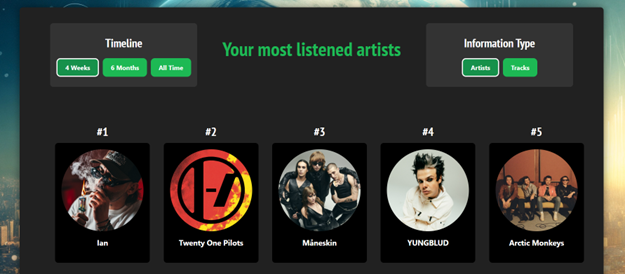 Timeline
4 Weeks
6 Months
All Time
Your most listened artists
Information Type
Artists
Tracks
#1
#2
#3
#4
#5
Ian
Twenty One Pilots
Måneskin
YUNGBLUD
Arctic Monkeys